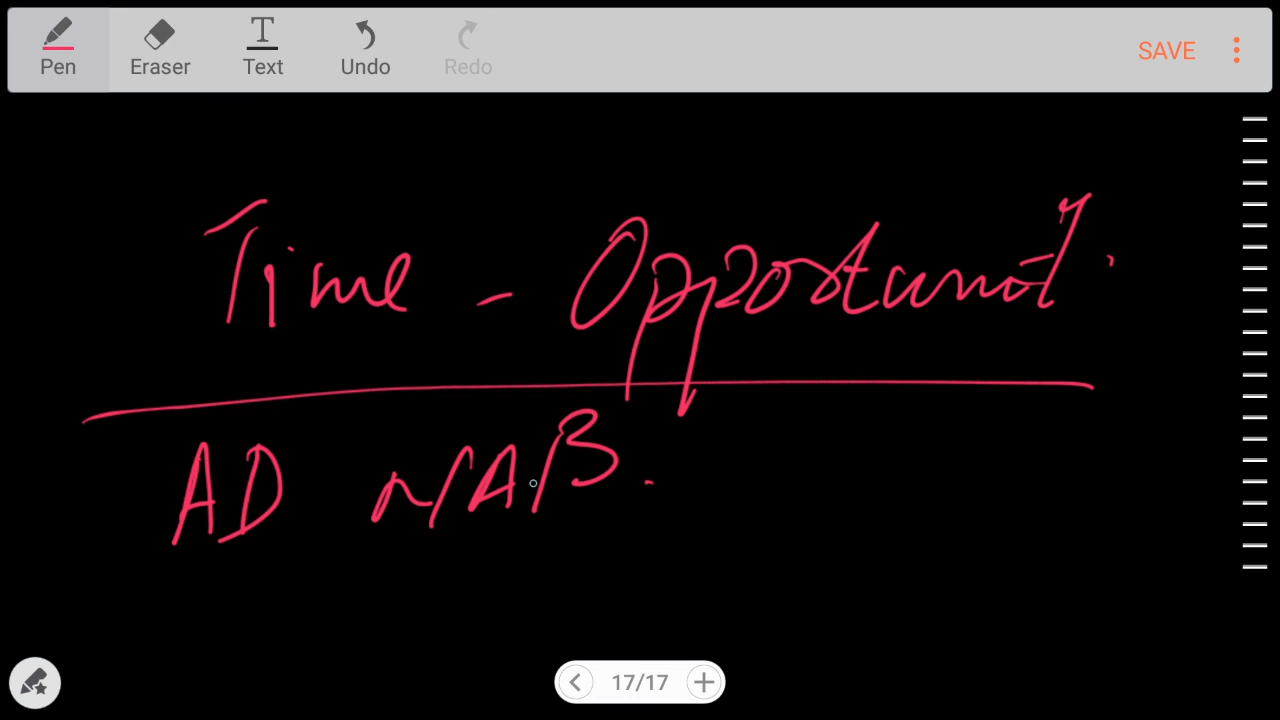 Pen Eraser Text Undo Redo SAVE
Time - Opportunity.
AD NAB.
17/17